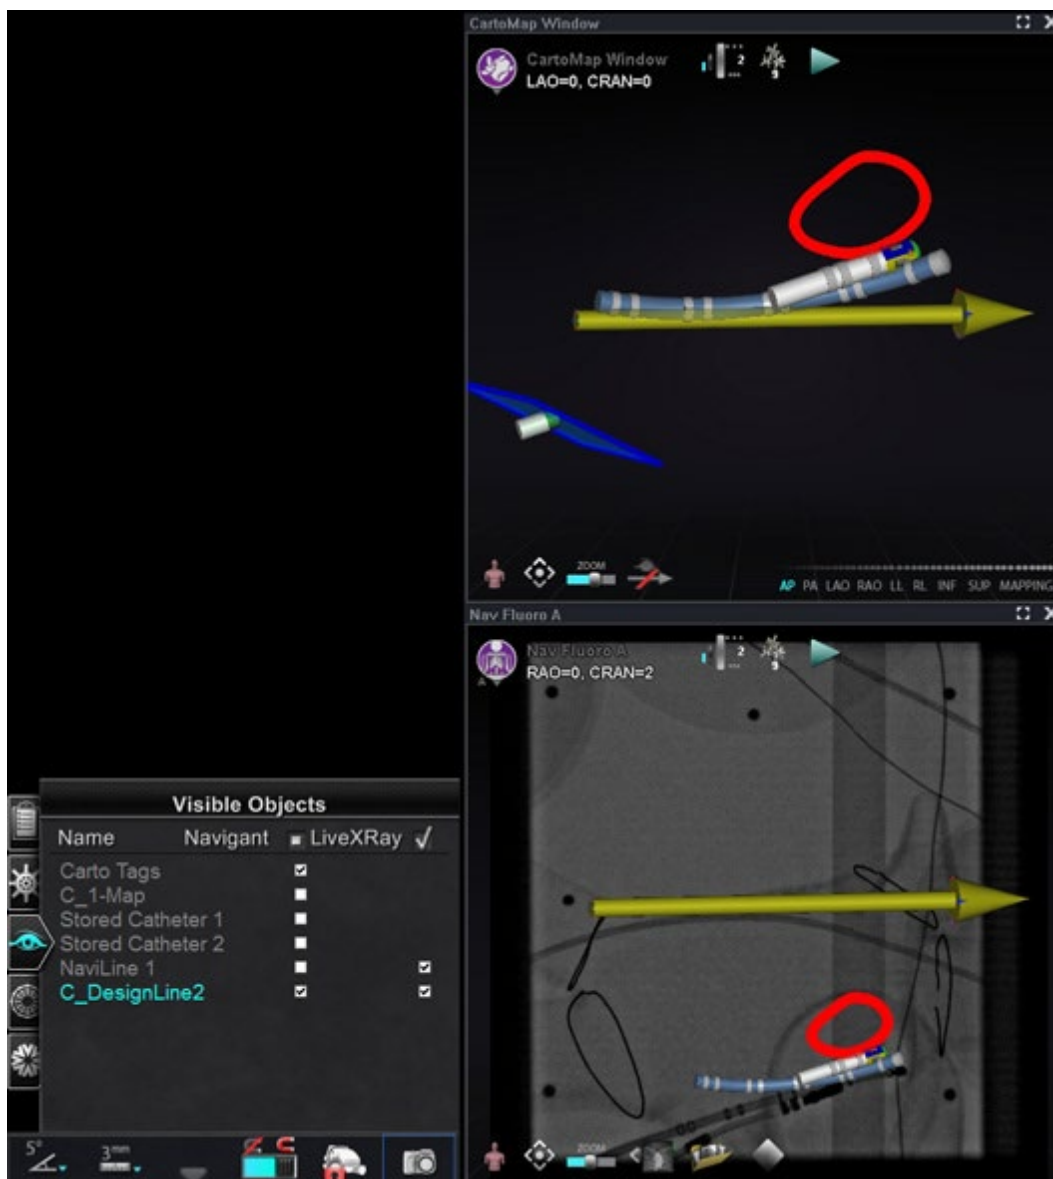 CartoMap Window
CartoMap Window
LAO=0, CRAN=0
2
9
ZOOM
AP PA LAO RAO LL RL INF SUP MAPPING
Nav Fluoro A
Nav Fluoro A
RAO=0, CRAN=2
2
9
A
ZOOM
Visible Objects
Name Navigant LiveXRay
Carto Tags
C_1-Map
Stored Catheter 1
Stored Catheter 2
NaviLine 1
C_DesignLine2
5°
3mm